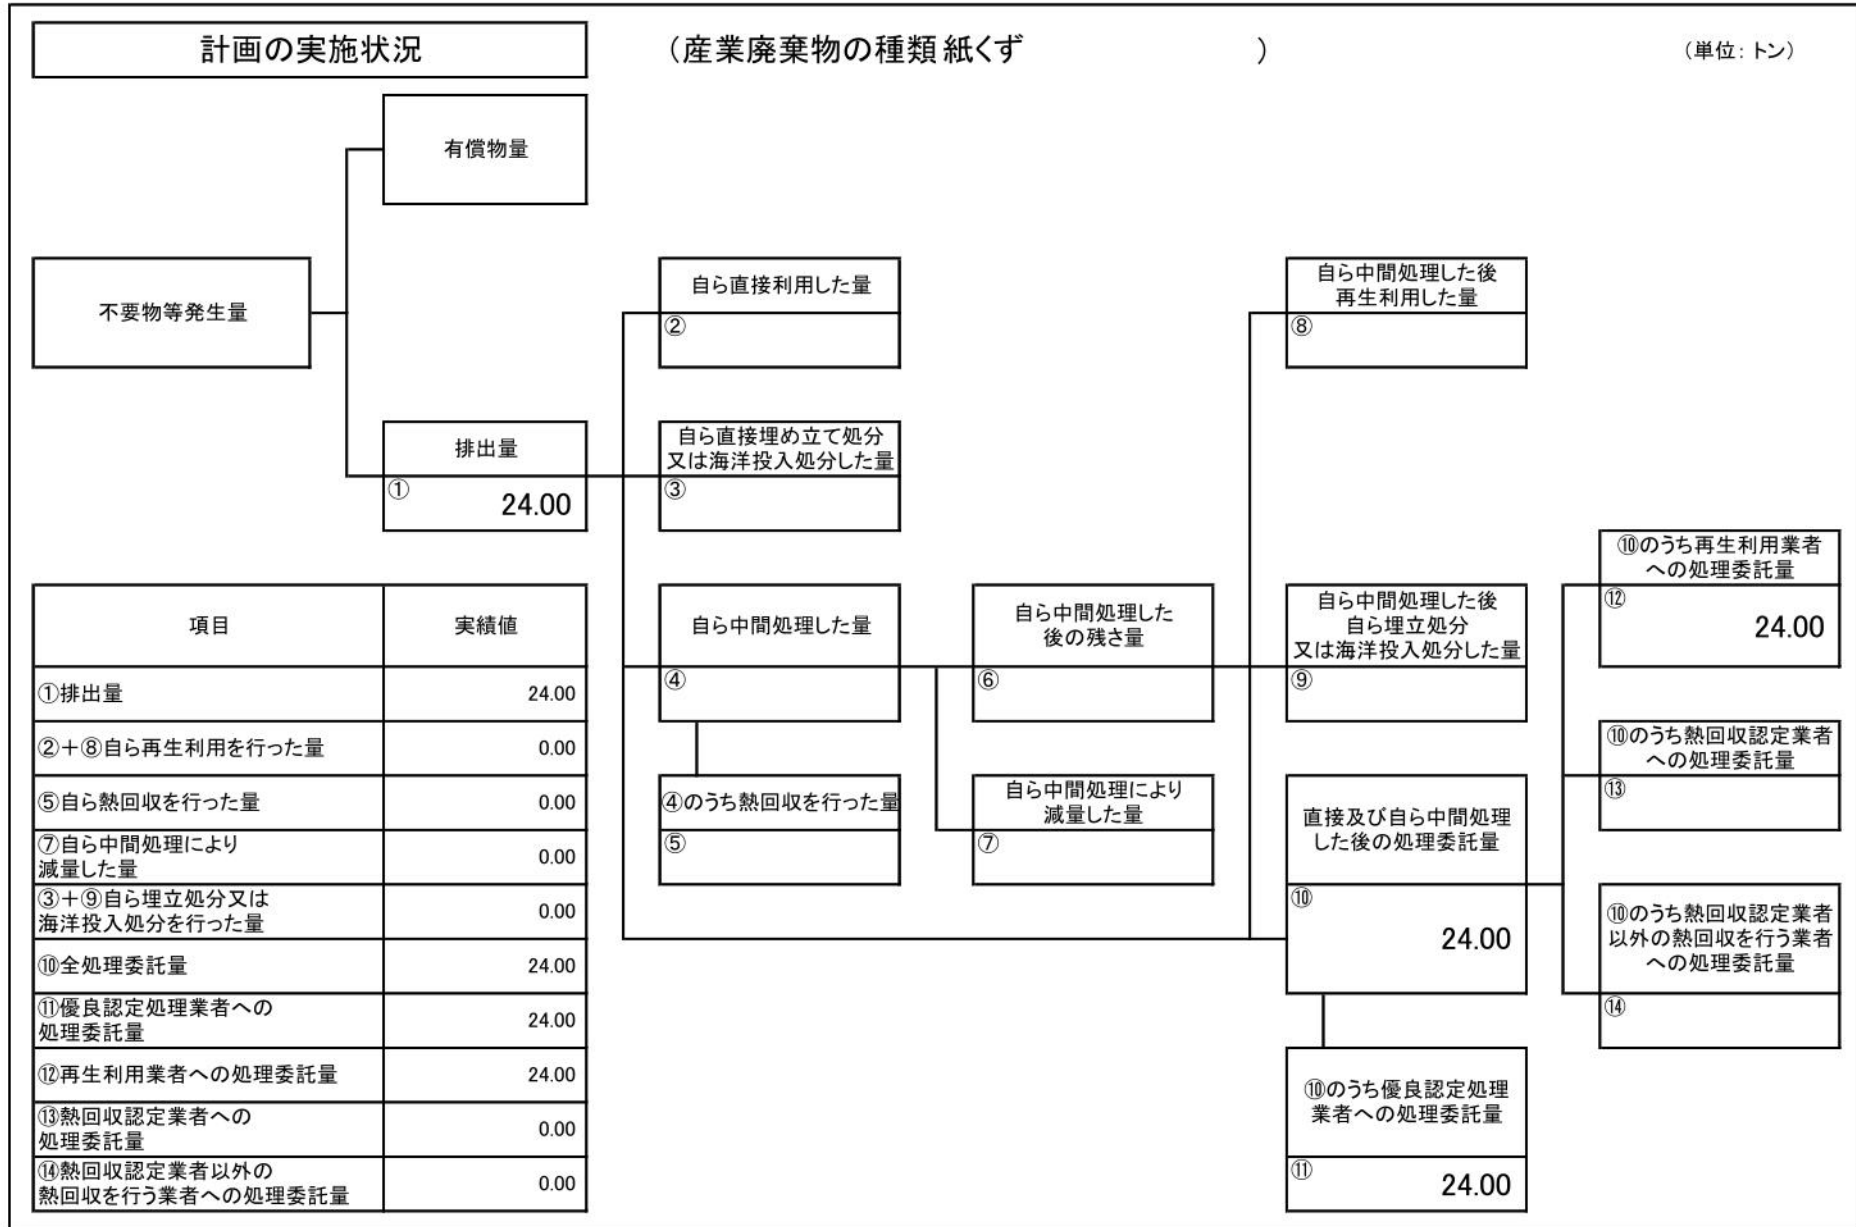 計画の実施状況 （産業廃棄物の種類 紙くず ） （単位：トン）
有償物量
不要物等発生量
自ら直接利用した量
②
自ら中間処理した後
再生利用した量
⑧
排出量
① 24.00
自ら直接埋め立て処分
又は海洋投入処分した量
③
⑩のうち再生利用業者
への処理委託量
⑫ 24.00
自ら中間処理した量
④
自ら中間処理した
後の残さ量
⑥
自ら中間処理した後
自ら埋立処分
又は海洋投入処分した量
⑨
⑩のうち熱回収認定業者
への処理委託量
⑬
④のうち熱回収を行った量
⑤
自ら中間処理により
減量した量
⑦
直接及び自ら中間処理
した後の処理委託量
⑩
24.00
⑩のうち熱回収認定業者
以外の熱回収を行う業者
への処理委託量
⑭
⑩のうち優良認定処理
業者への処理委託量
⑪ 24.00
項目 実績値
①排出量 24.00
②＋⑧自ら再生利用を行った量 0.00
⑤自ら熱回収を行った量 0.00
⑦自ら中間処理により
減量した量 0.00
③＋⑨自ら埋立処分又は
海洋投入処分を行った量 0.00
⑩全処理委託量 24.00
⑪優良認定処理業者への
処理委託量 24.00
⑫再生利用業者への処理委託量 24.00
⑬熱回収認定業者への
処理委託量 0.00
⑭熱回収認定業者以外の
熱回収を行う業者への処理委託量 0.00